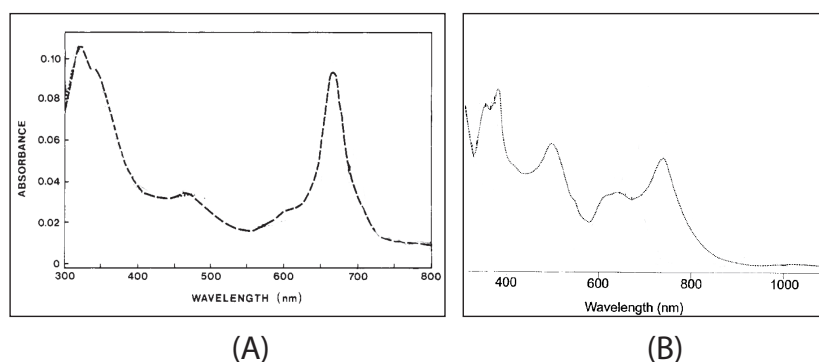 0.10
0.08
0.06
0.04
0.02
0
ABSORBANCE
300 400 500 600 700 800
WAVELENGTH (nm)
(A)
400 600 800 1000
Wavelength (nm)
(B)